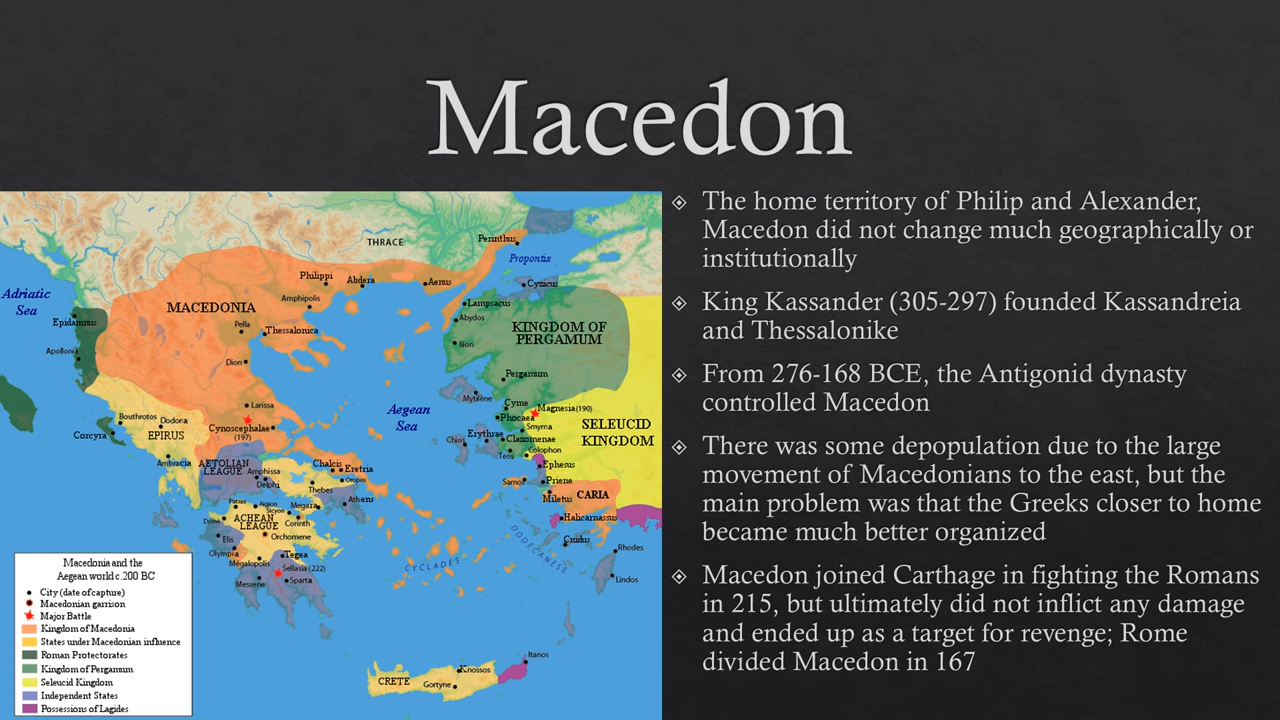 Macedon
The home territory of Philip and Alexander,
Macedon did not change much geographically or
institutionally
King Kassander (305-297) founded Kassandreia
and Thessalonike
From 276-168 BCE, the Antigonid dynasty
controlled Macedon
There was some depopulation due to the large
movement of Macedonians to the east, but the
main problem was that the Greeks closer to home
became much better organized
Macedon joined Carthage in fighting the Romans
in 215, but ultimately did not inflict any damage
and ended up as a target for revenge; Rome
divided Macedon in 167
THRACE
Perinthus
Propontis
Philippi
Abdera
Aenus
Cyzicus
Adriatic
Sea
Amphipolis
Lampsacus
MACEDONIA
Epidamnus
Abydos
Pella
Thessalonica
KINGDOM OF
PERGAMUM
Apollonia
Ilion
Dion
Pergamum
Mytilène
Larissa
Cyme
Magnesia (190)
Aegean
Sea
Phocaea
Bouthrotos
Dodona
Smyrna
SELEUCID
KINGDOM
Corcyra
EPIRUS
Cynoscephalae
(197)
Erythrae
Chios
Clazomenae
Colophon
Teos
Ambracia
AETOLIAN
LEAGUE
Amphissa
Chalcis
Eretria
Ephesus
Delphi
Oropos
Thebes
Samos
Priene
Miletus
CARIA
Patras
Aigion
Sicyon
Megara
Athens
Dyme
ACHEAN
LEAGUE
Corinth
Halicarnassus
Elis
Orchomene
Cnidus
Olympia
Tegea
Rhodes
Megalopolis
Sellasia (222)
CYCLADES
DODECANESE
Messene
Sparta
Lindos
Itanos
Knossos
CRETE
Gortyne
Macedonia and the
Aegean world c.200 BC
City (date of capture)
Macedonian garrison
Major Battle
Kingdom of Macedonia
States under Macedonian influence
Roman Protectorates
Kingdom of Pergamum
Seleucid Kingdom
Independent States
Possessions of Lagides